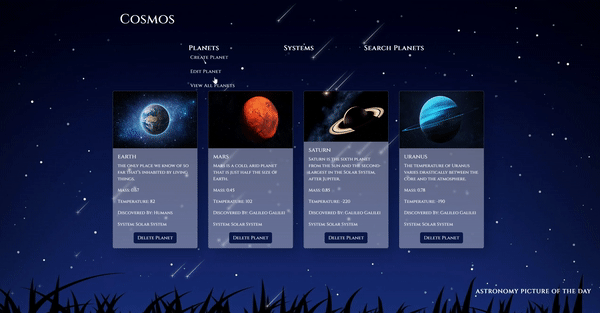 Cosmos
Planets
Systems
Search Planets
Create Planet
Edit Planet
View All Planets
Earth
The only place we know of so
far that's inhabited by living
things.
Mass: 0.87
Temperature: 82
Discovered By: Humans
System: Solar System
Delete Planet
Mars
Mars is a cold, arid planet
that is just half the size of
Earth.
Mass: 0.43
Temperature: 102
Discovered By: Galileo Galilei
System: Solar System
Delete Planet
Saturn
Saturn is the sixth planet
from the sun and the second
largest in the Solar System,
after Jupiter.
Mass: 0.85
Temperature: -220
Discovered By: Galileo Galilei
System: Solar System
Delete Planet
Uranus
The temperature of Uranus
varies drastically between the
core and the atmosphere.
Mass: 0.78
Temperature: -195
Discovered By: Galileo Galilei
System: Solar System
Delete Planet
Astronomy Picture of the Day